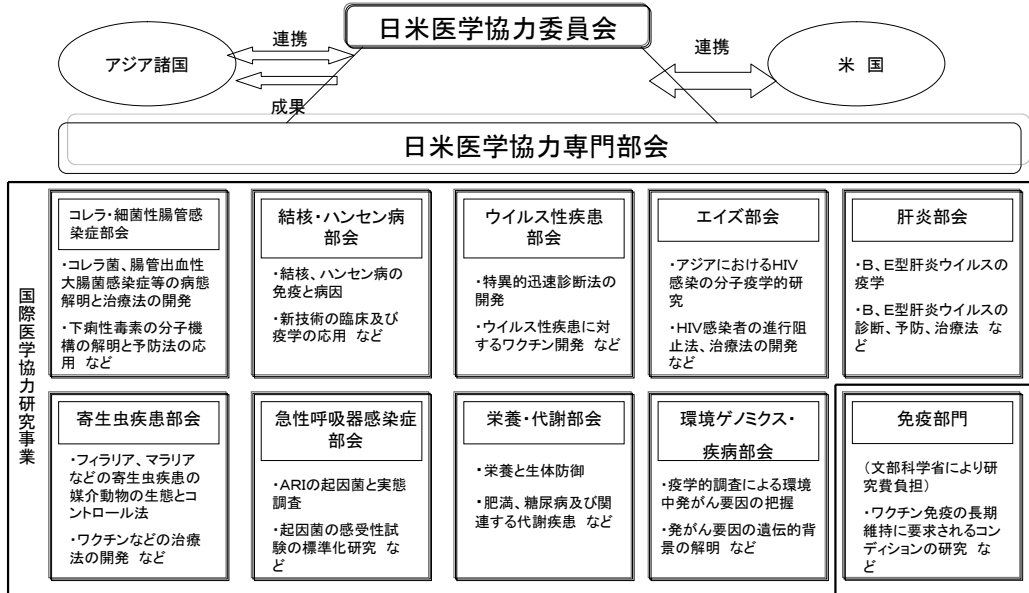 日米医学協力委員会
アジア諸国
連携
成果
連携
米 国
日米医学協力専門部会
国際医学協力研究事業
コレラ・細菌性腸管感
染症部会
・コレラ菌、腸管出血性
大腸菌感染症等の病態
解明と治療法の開発
・下痢性毒素の分子機
構の解明と予防法の応
用 など
結核・ハンセン病
部会
・結核、ハンセン病の
免疫と病因
・新技術の臨床及び
疫学の応用 など
ウイルス性疾患
部会
・特異的迅速診断法の
開発
・ウイルス性疾患に対
するワクチン開発 など
エイズ部会
・アジアにおけるHIV
感染の分子疫学的研
究
・HIV感染者の進行阻
止法、治療法の開発
など
肝炎部会
・B、E型肝炎ウイルスの
疫学
・B、E型肝炎ウイルスの
診断、予防、治療法 な
ど
寄生虫疾患部会
・フィラリア、マラリア
などの寄生虫疾患の
媒介動物の生態とコ
ントロール法
・ワクチンなどの治療
法の開発 など
急性呼吸器感染症
部会
・ARIの起因菌と実態
調査
・起因菌の感受性試
験の標準化研究 な
ど
栄養・代謝部会
・栄養と生体防御
・肥満、糖尿病及び関
連する代謝疾患 など
環境ゲノミクス・
疾病部会
・疫学的調査による環境
中発がん要因の把握
・発がん要因の遺伝的背
景の解明 など
免疫部門
(文部科学省により研
究費負担)
・ワクチン免疫の長期
維持に要求されるコン
ディションの研究 な
ど